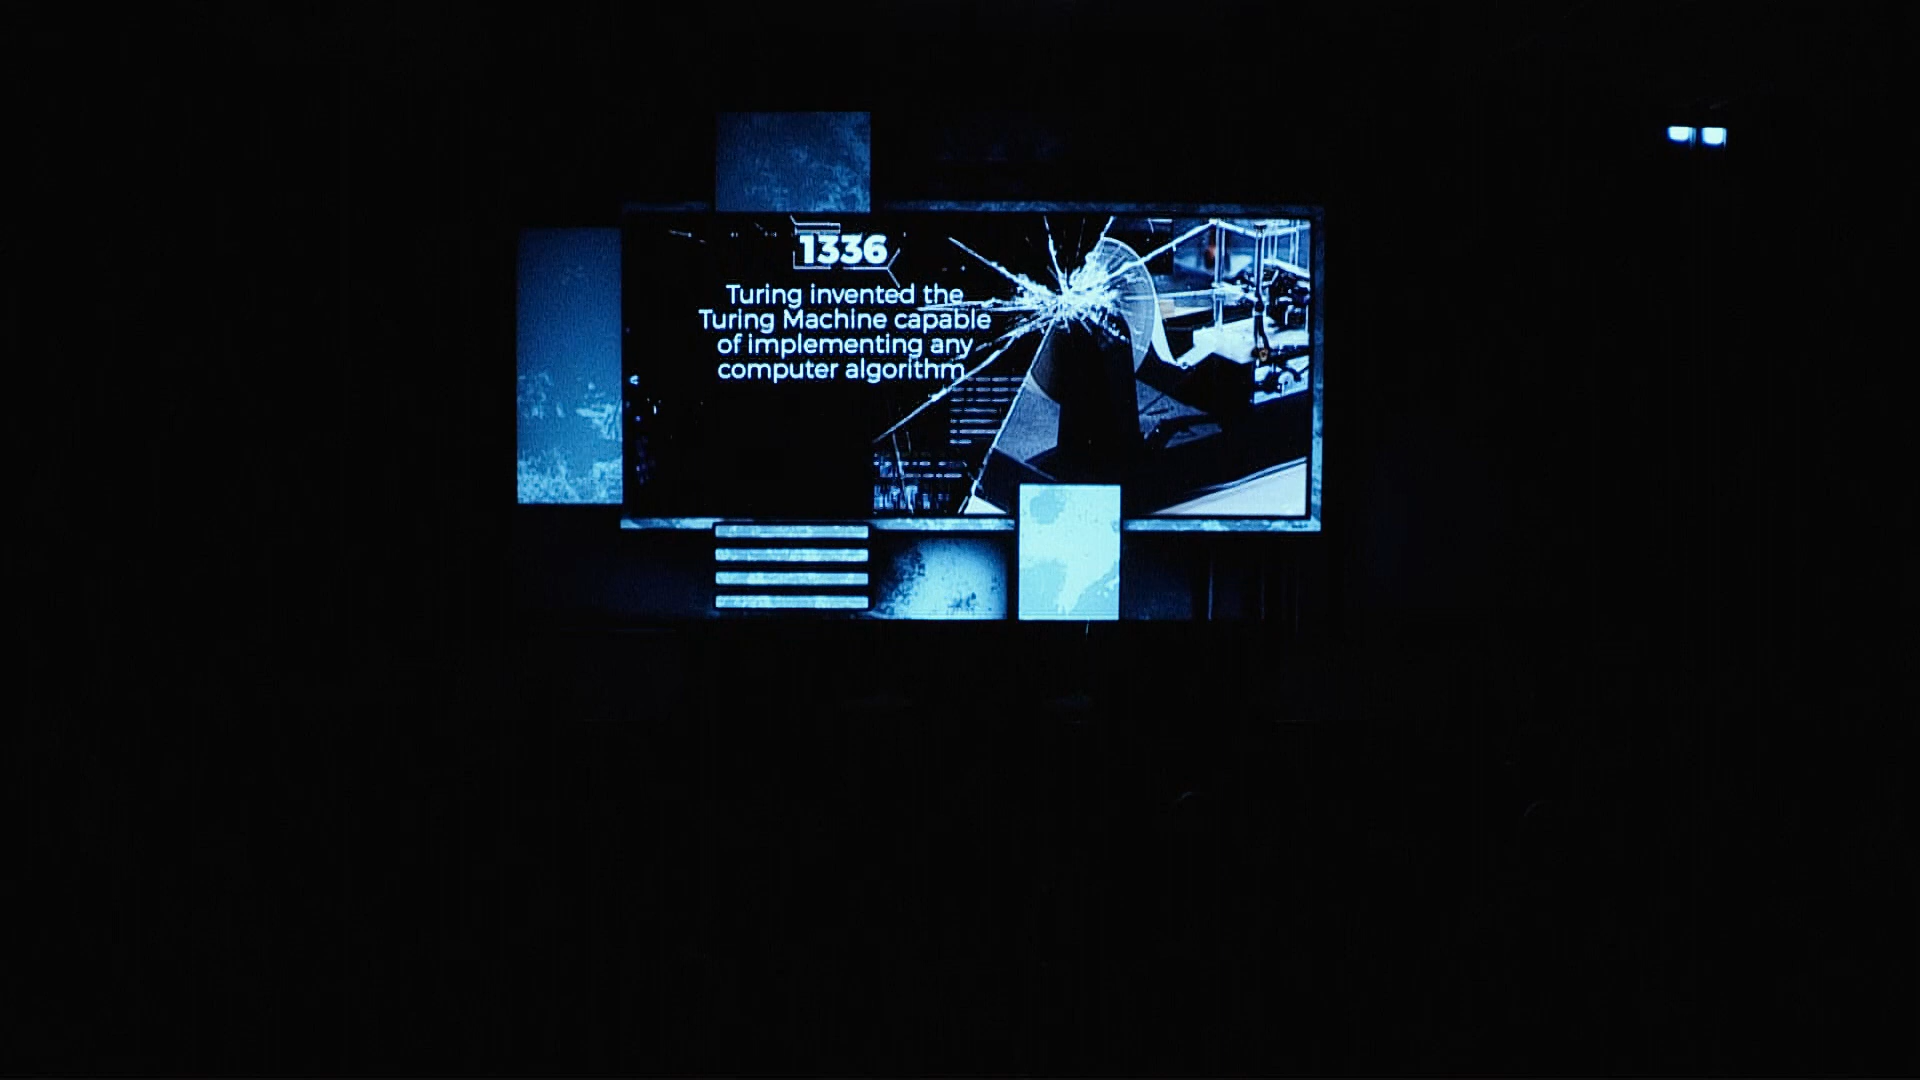 1336
Turing invented the
Turing Machine capable
of implementing any
computer algorithm